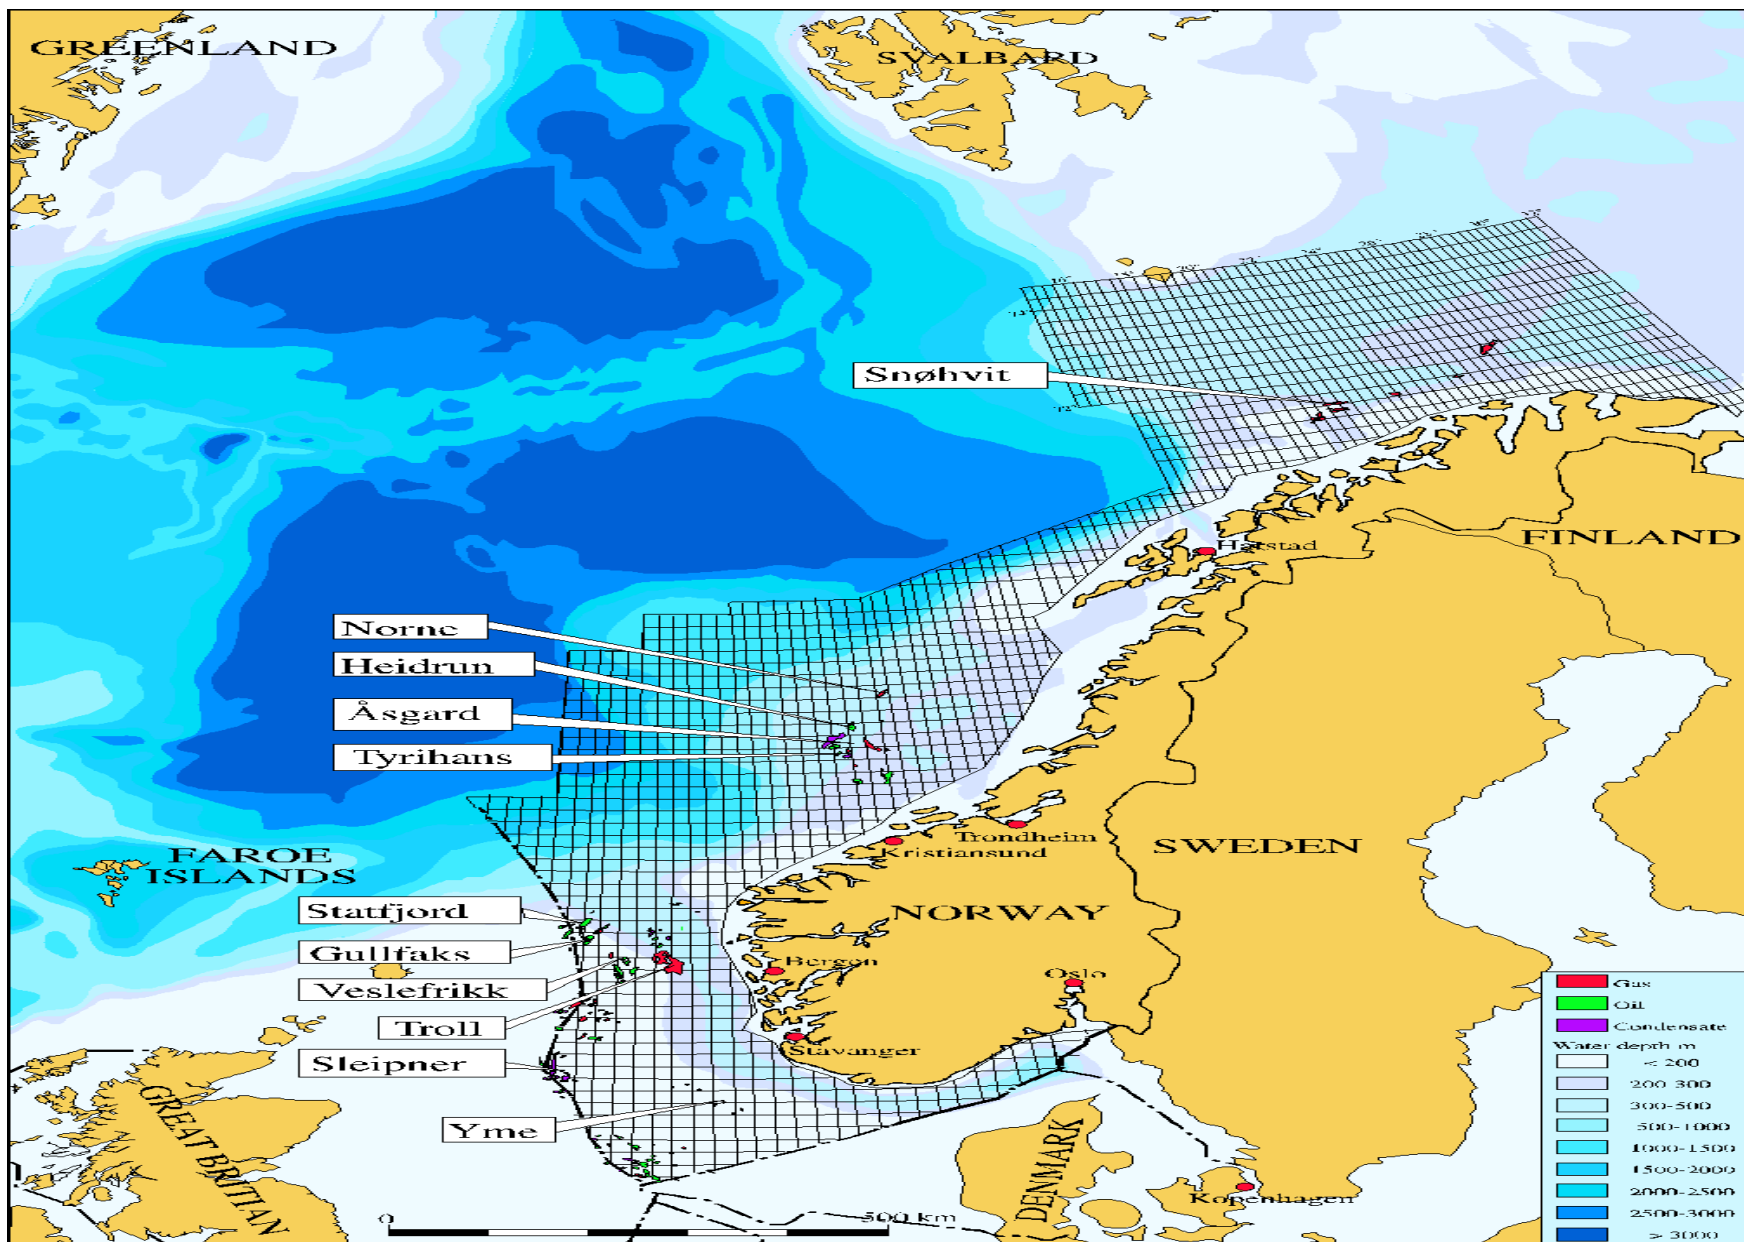 GREENLAND
SVALBARD
Snøhvit
FINLAND
Harstad
Norne
Heidrun
Åsgard
Tyrihans
Trondheim
Kristiansund
SWEDEN
FAROE
ISLANDS
Statfjord
NORWAY
Gullfaks
Bergen
Oslo
Veslefrikk
Troll
Stavanger
Sleipner
Yme
GREAT BRITIAN
DENMARK
Kopenhagen
0 500 km
Gas
Oil
Condensate
Water depth m
< 200
200-300
300-500
500-1000
1000-1500
1500-2000
2000-2500
2500-3000
> 3000